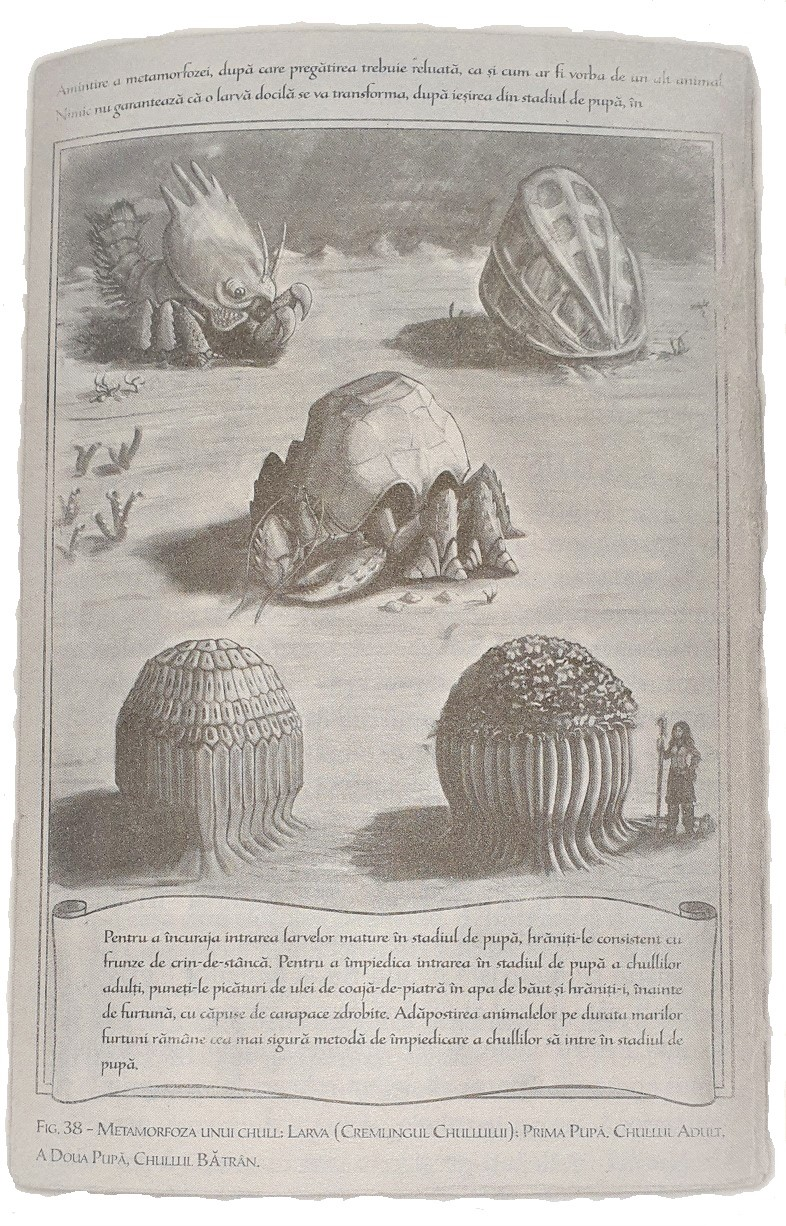 Amintire a metamorfozei, după care pregătirea trebuie reluată, ca și cum ar fi vorba de un alt animal.
Nimic nu garantează că o larvă docilă se va transforma, după ieșirea din stadiul de pupă, în
Pentru a încuraja intrarea larvelor mature în stadiul de pupă, hrăniți-le consistent cu
frunze de crin-de-stâncă. Pentru a împiedica intrarea în stadiul de pupă a chullilor
adulți, puneți-le picături de ulei de coajă-de-piatră în apa de băut și hrăniți-i, înainte
de furtună, cu căpușe de carapace zdrobite. Adăpostirea animalelor pe durata marilor
furtuni rămâne cea mai sigură metodă de împiedicare a chullilor să intre în stadiul de
pupă.
Fig. 38 – Metamorfoza unui chull: Larva (Cremlingul Chullului); Prima Pupă, Chullul Adult,
A Doua Pupă, Chullul Bătrân.